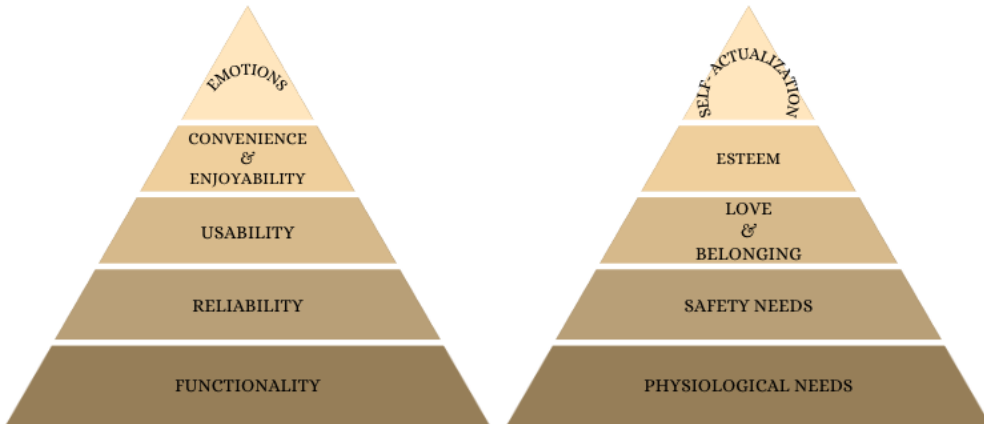 EMOTIONS
CONVENIENCE
&
ENJOYABILITY
USABILITY
RELIABILITY
FUNCTIONALITY
SELF-ACTUALIZATION
ESTEEM
LOVE
&
BELONGING
SAFETY NEEDS
PHYSIOLOGICAL NEEDS